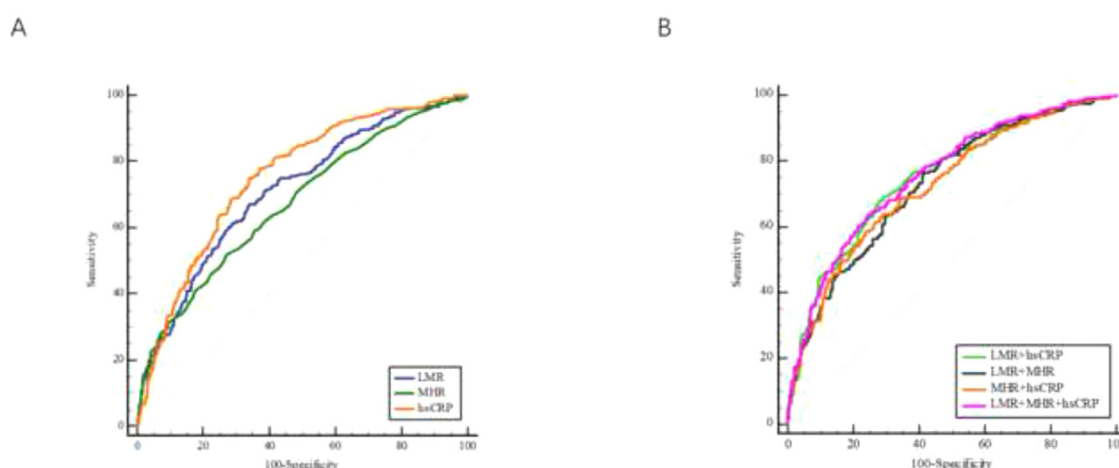 A
B
100
80
60
40
20
0
Sensitivity
0 20 40 60 80 100
100-Specificity
LMR
MHR
hsCRP
100
80
60
40
20
0
Sensitivity
0 20 40 60 80 100
100-Specificity
LMR+hsCRP
LMR+MHR
MHR+hsCRP
LMR+MHR+hsCRP